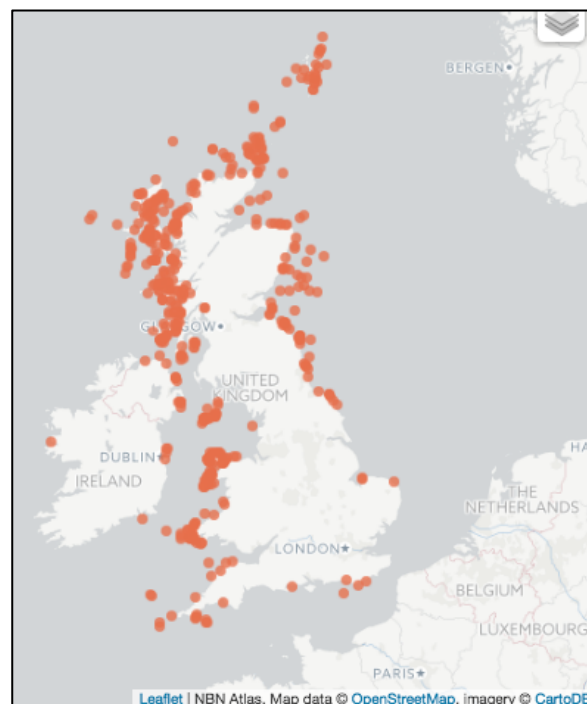 BERGEN
GLASGOW
UNITED
KINGDOM
DUBLIN
IRELAND
HA
THE
NETHERLANDS
LONDON
BELGIUM
LUXEMBOURG
PARIS
Leaflet | NBN Atlas, Map data © OpenStreetMap, imagery © CartoDB